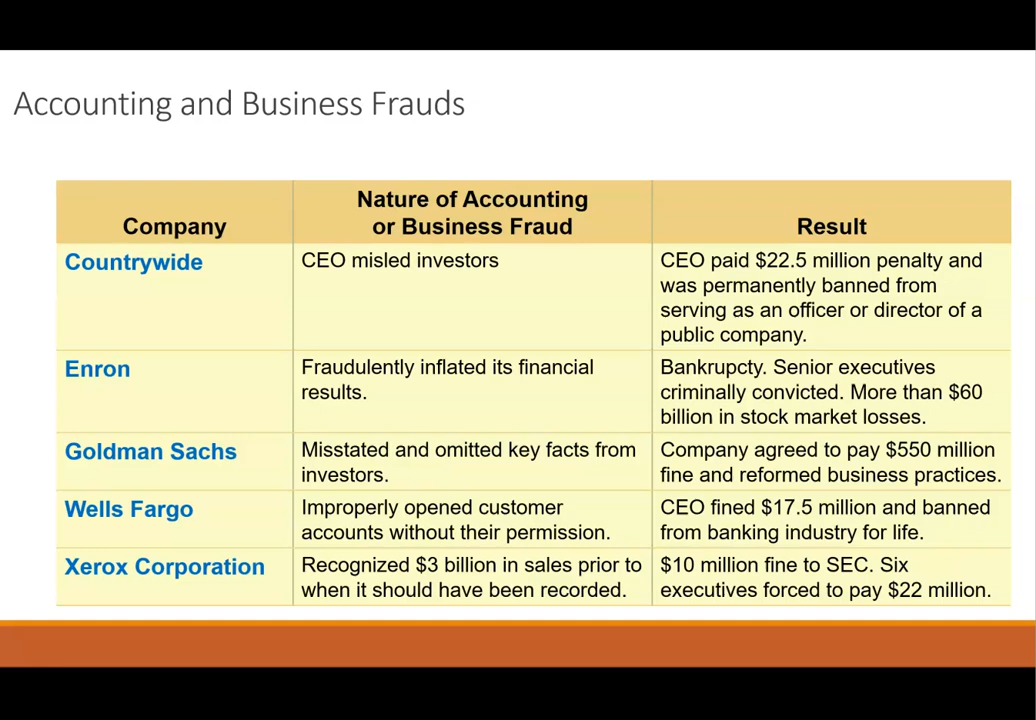 Accounting and Business Frauds
Company
Nature of Accounting
or Business Fraud
Result
Countrywide
CEO misled investors
CEO paid $22.5 million penalty and
was permanently banned from
serving as an officer or director of a
public company.
Enron
Fraudulently inflated its financial
results.
Bankrupcty. Senior executives
criminally convicted. More than $60
billion in stock market losses.
Goldman Sachs
Misstated and omitted key facts from
investors.
Company agreed to pay $550 million
fine and reformed business practices.
Wells Fargo
Improperly opened customer
accounts without their permission.
CEO fined $17.5 million and banned
from banking industry for life.
Xerox Corporation
Recognized $3 billion in sales prior to
when it should have been recorded.
$10 million fine to SEC. Six
executives forced to pay $22 million.